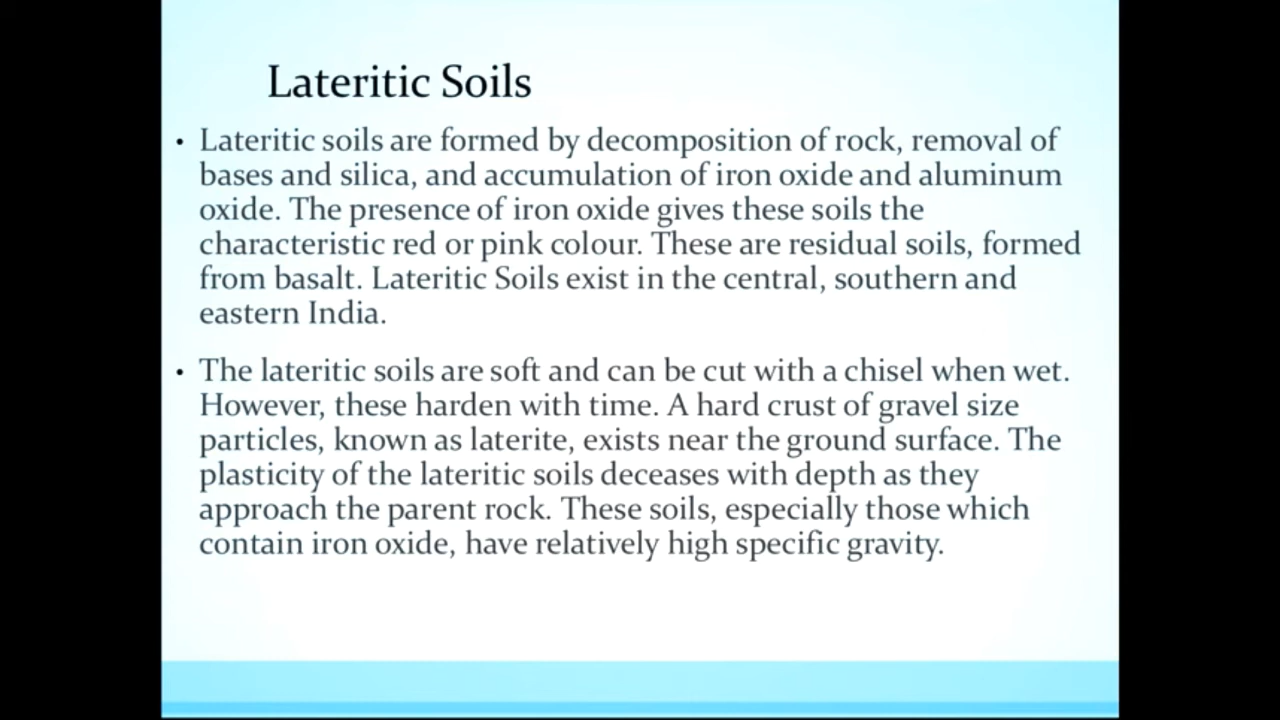 Lateritic Soils
• Lateritic soils are formed by decomposition of rock, removal of
bases and silica, and accumulation of iron oxide and aluminum
oxide. The presence of iron oxide gives these soils the
characteristic red or pink colour. These are residual soils, formed
from basalt. Lateritic Soils exist in the central, southern and
eastern India.
• The lateritic soils are soft and can be cut with a chisel when wet.
However, these harden with time. A hard crust of gravel size
particles, known as laterite, exists near the ground surface. The
plasticity of the lateritic soils deceases with depth as they
approach the parent rock. These soils, especially those which
contain iron oxide, have relatively high specific gravity.